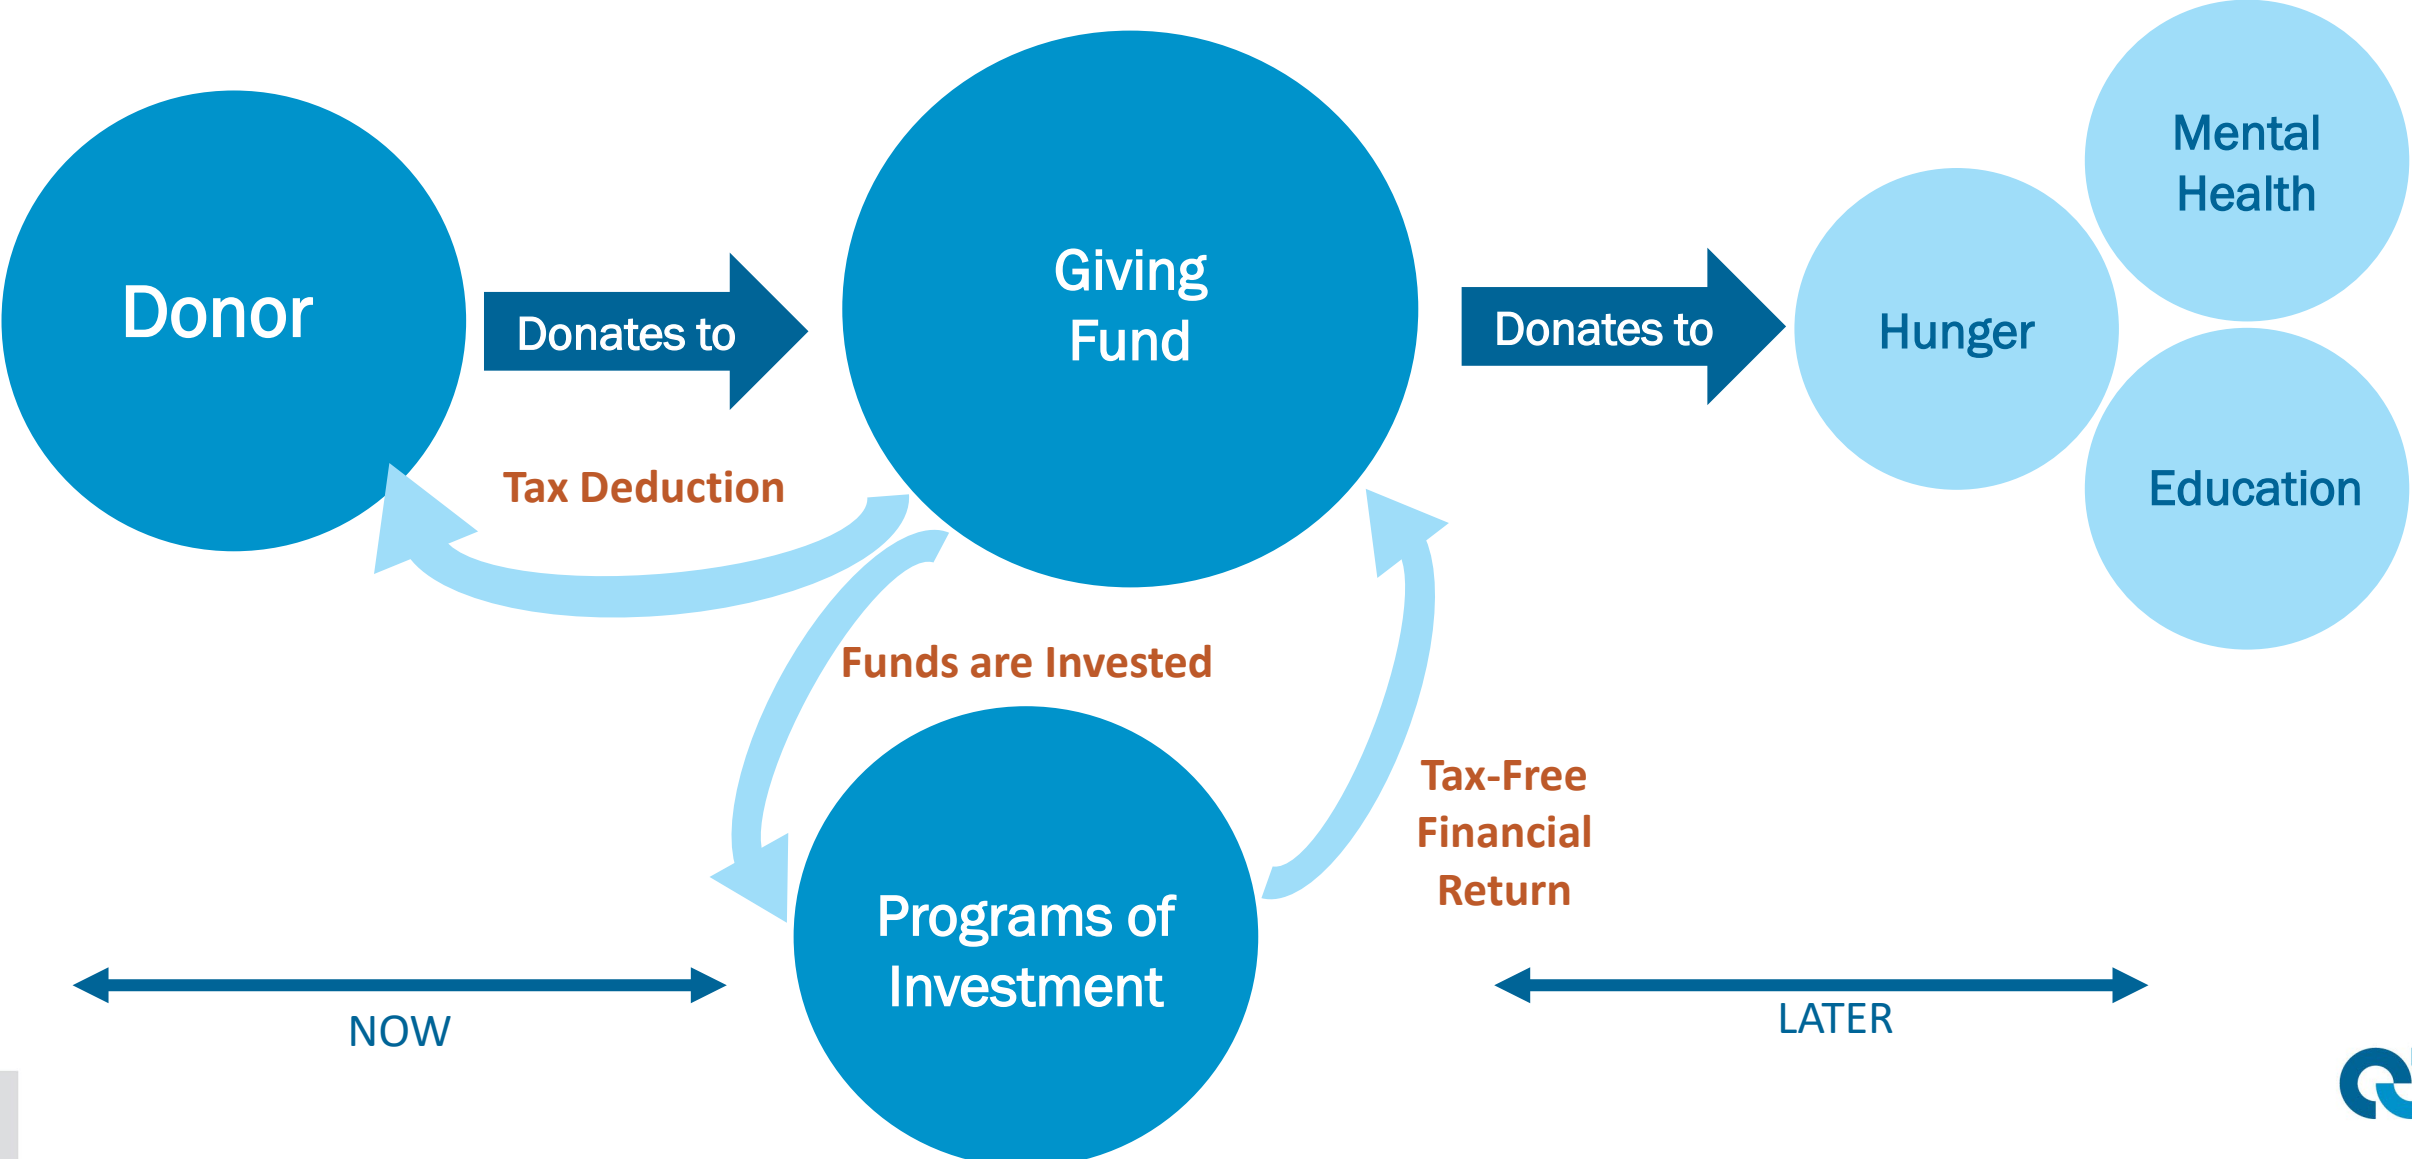 Donor
Donates to
Giving
Fund
Donates to
Hunger
Mental
Health
Education
Tax Deduction
Funds are Invested
Programs of
Investment
Tax-Free
Financial
Return
NOW
LATER